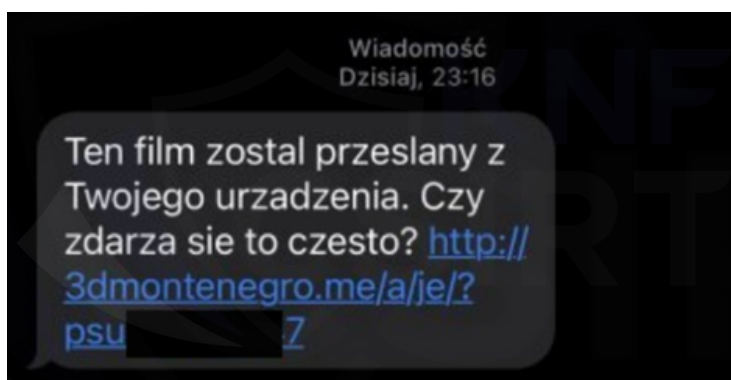 Wiadomość
Dzisiaj, 23:16
Ten film zostal przeslany z
Twojego urzadzenia. Czy
zdarza sie to czesto? http://
3dmontenegro.me/a/je/?
psu 7
KNF